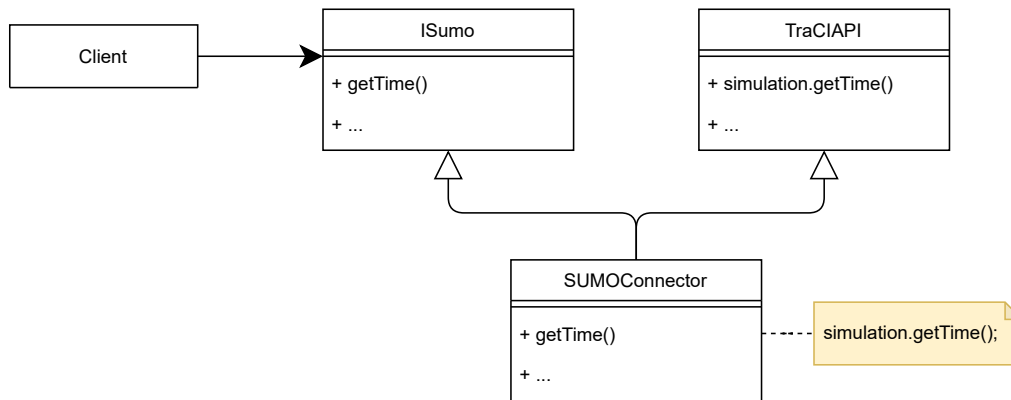 Client
ISumo
+ getTime()
+ ...
TraCIAPI
+ simulation.getTime()
+ ...
SUMOConnector
+ getTime()
+ ...
simulation.getTime();